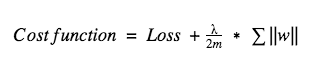 Cost function = Loss + λ/2m * ∑||w||